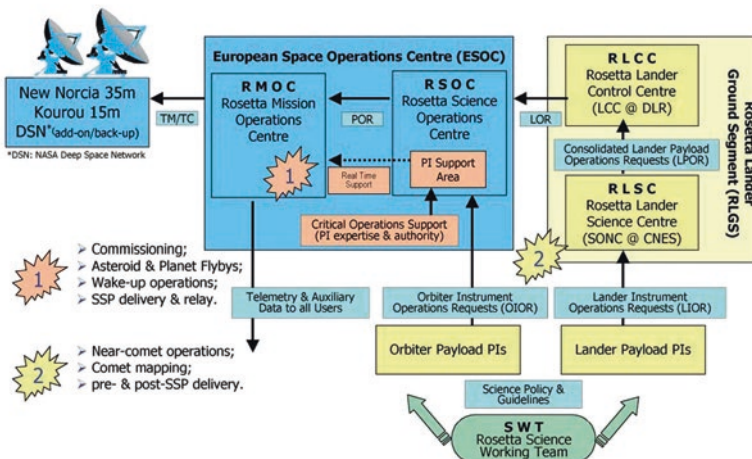 European Space Operations Centre (ESOC)
New Norcia 35m
Kourou 15m
DSN*(add-on/back-up)
*DSN: NASA Deep Space Network
TM/TC
RMOC
Rosetta Mission
Operations
Centre
1
POR
Real Time
Support
RSOC
Rosetta Science
Operations
Centre
PI Support
Area
Critical Operations Support
(PI expertise & authority)
LOR
RLCC
Rosetta Lander
Control Centre
(LCC @ DLR)
Consolidated Lander Payload
Operations Requests (LPOR)
RLSC
Rosetta Lander
Science Centre
(SONC @ CNES)
2
Rosetta Lander
Ground Segment (RLGS)
1
➢ Commissioning;
➢ Asteroid & Planet Flybys;
➢ Wake-up operations;
➢ SSP delivery & relay.
2
➢ Near-comet operations;
➢ Comet mapping;
➢ pre- & post-SSP delivery.
Telemetry & Auxiliary
Data to all Users
Orbiter Instrument
Operations Requests (OIOR)
Lander Instrument
Operations Requests (LIOR)
Orbiter Payload PIs
Lander Payload PIs
Science Policy &
Guidelines
SWT
Rosetta Science
Working Team